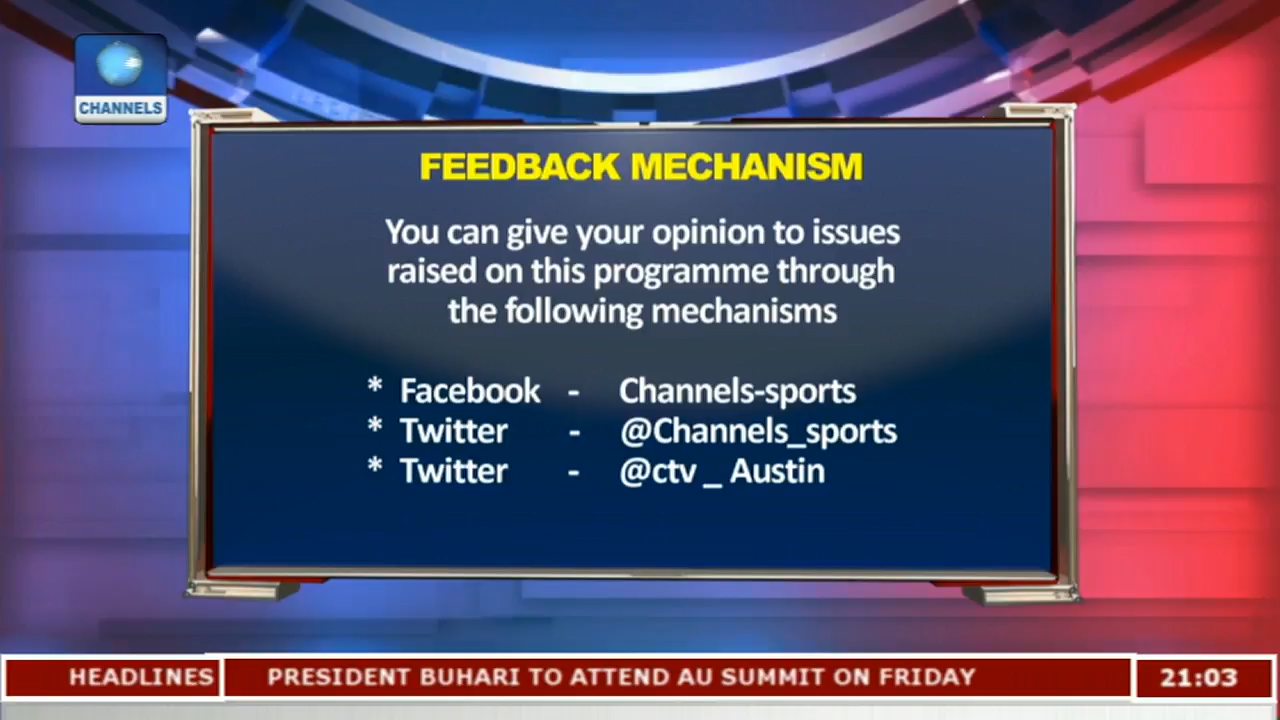 CHANNELS
FEEDBACK MECHANISM
You can give your opinion to issues
raised on this programme through
the following mechanisms
* Facebook - Channels-sports
* Twitter - @Channels_sports
* Twitter - @ctv _ Austin
HEADLINES PRESIDENT BUHARI TO ATTEND AU SUMMIT ON FRIDAY 21:03